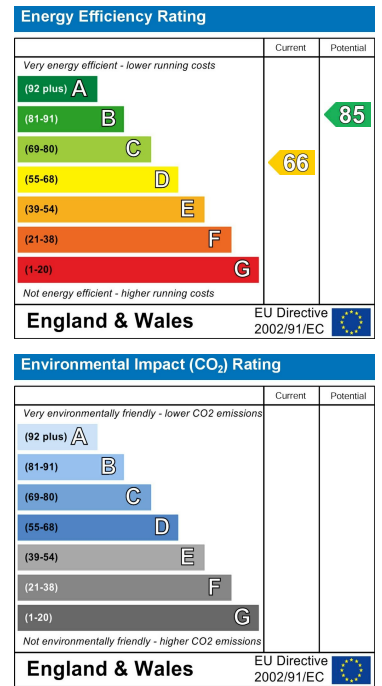 Energy Efficiency Rating
Current Potential
Very energy efficient - lower running costs
(92 plus) A
(81-91) B
(69-80) C
(55-68) D
(39-54) E
(21-38) F
(1-20) G
66
85
Not energy efficient - higher running costs
England & Wales
EU Directive
2002/91/EC
Environmental Impact (CO₂) Rating
Current Potential
Very environmentally friendly - lower CO2 emissions
(92 plus) A
(81-91) B
(69-80) C
(55-68) D
(39-54) E
(21-38) F
(1-20) G
Not environmentally friendly - higher CO2 emissions
England & Wales
EU Directive
2002/91/EC